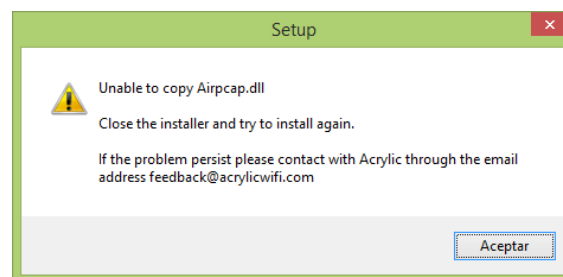 Setup
Unable to copy Airpcap.dll
Close the installer and try to install again.
If the problem persist please contact with Acrylic through the email
address feedback@acrylicwifi.com
Aceptar